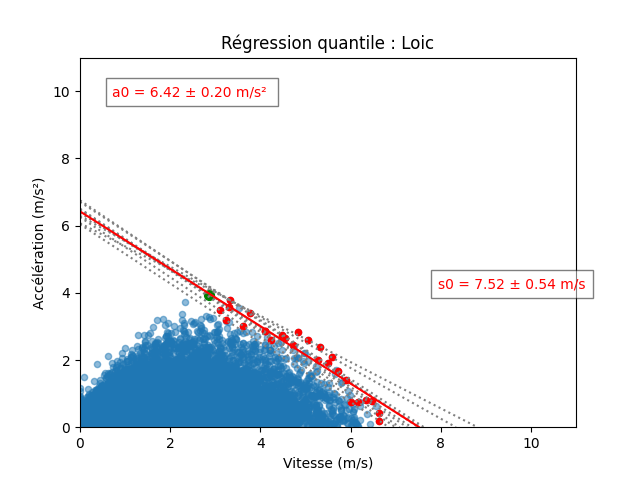 Régression quantile : Loic
a0 = 6.42 ± 0.20 m/s²
s0 = 7.52 ± 0.54 m/s
Accélération (m/s²)
10
8
6
4
2
0
0 2 4 6 8 10
Vitesse (m/s)